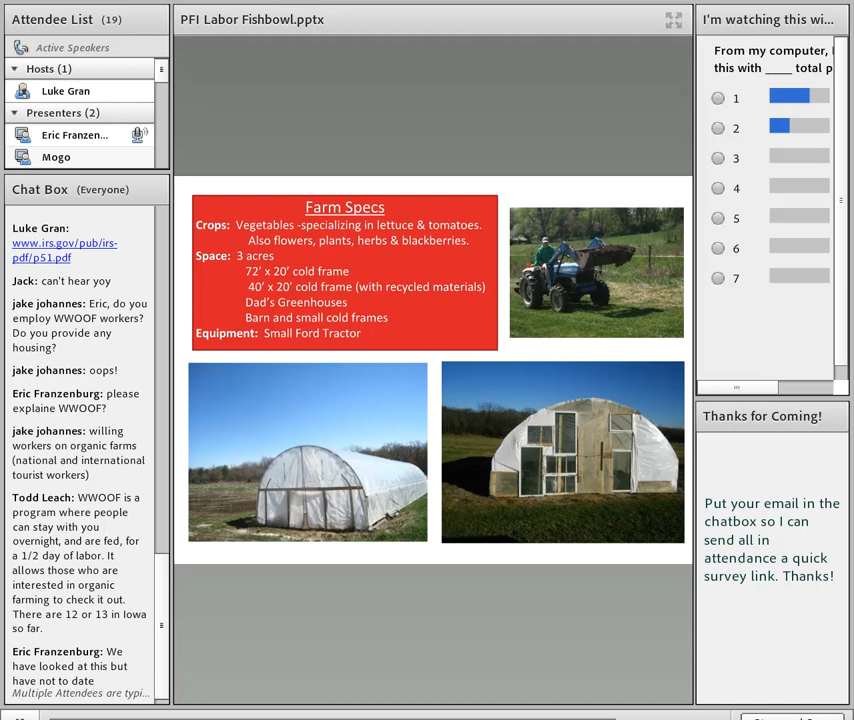 Attendee List (19)
Active Speakers
Hosts (1)
Luke Gran
Presenters (2)
Eric Franzen...
Mogo
Chat Box (Everyone)
Luke Gran:
www.irs.gov/pub/irs-
pdf/p51.pdf
Jack: can't hear yoy
jake johannes: Eric, do you
employ WWOOF workers?
Do you provide any
housing?
jake johannes: oops!
Eric Franzenburg: please
explaine WWOOF?
jake johannes: willing
workers on organic farms
(national and international
tourist workers)
Todd Leach: WWOOF is a
program where people
can stay with you
overnight, and are fed, for
a 1/2 day of labor. It
allows those who are
interested in organic
farming to check it out.
There are 12 or 13 in Iowa
so far.
Eric Franzenburg: We
have looked at this but
have not to date
Multiple Attendees are typi...
PFI Labor Fishbowl.pptx
Farm Specs
Crops: Vegetables -specializing in lettuce & tomatoes.
Also flowers, plants, herbs & blackberries.
Space: 3 acres
72' x 20' cold frame
40' x 20' cold frame (with recycled materials)
Dad's Greenhouses
Barn and small cold frames
Equipment: Small Ford Tractor
I'm watching this wi...
From my computer,
this with ____ total p
1
2
3
4
5
6
7
Thanks for Coming!
Put your email in the
chatbox so I can
send all in
attendance a quick
survey link. Thanks!